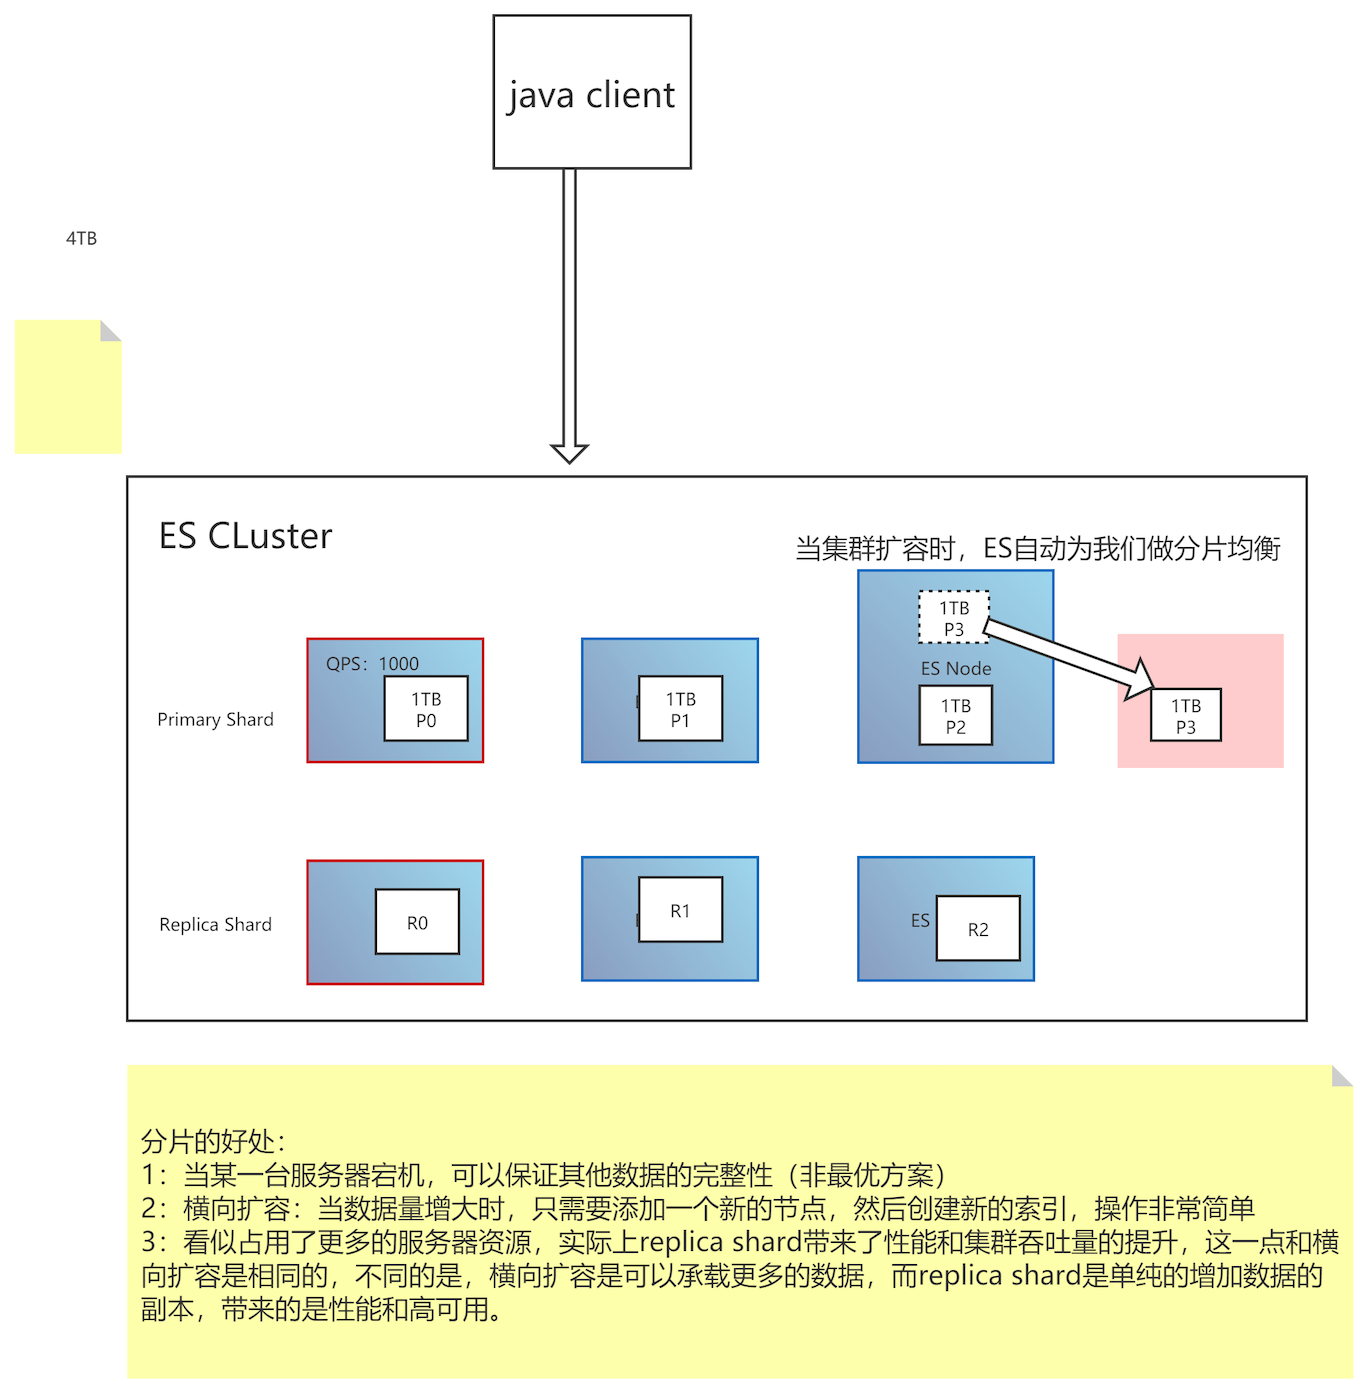 java client
4TB
ES CLuster
当集群扩容时，ES自动为我们做分片均衡
1TB
P3
QPS：1000
ES Node
1TB
P0
1TB
P1
1TB
P2
1TB
P3
Primary Shard
R0
R1
ES
R2
Replica Shard
分片的好处：
1：当某一台服务器宕机，可以保证其他数据的完整性（非最优方案）
2：横向扩容：当数据量增大时，只需要添加一个新的节点，然后创建新的索引，操作非常简单
3：看似占用了更多的服务器资源，实际上replica shard带来了性能和集群吞吐量的提升，这一点和横
向扩容是相同的，不同的是，横向扩容是可以承载更多的数据，而replica shard是单纯的增加数据的
副本，带来的是性能和高可用。